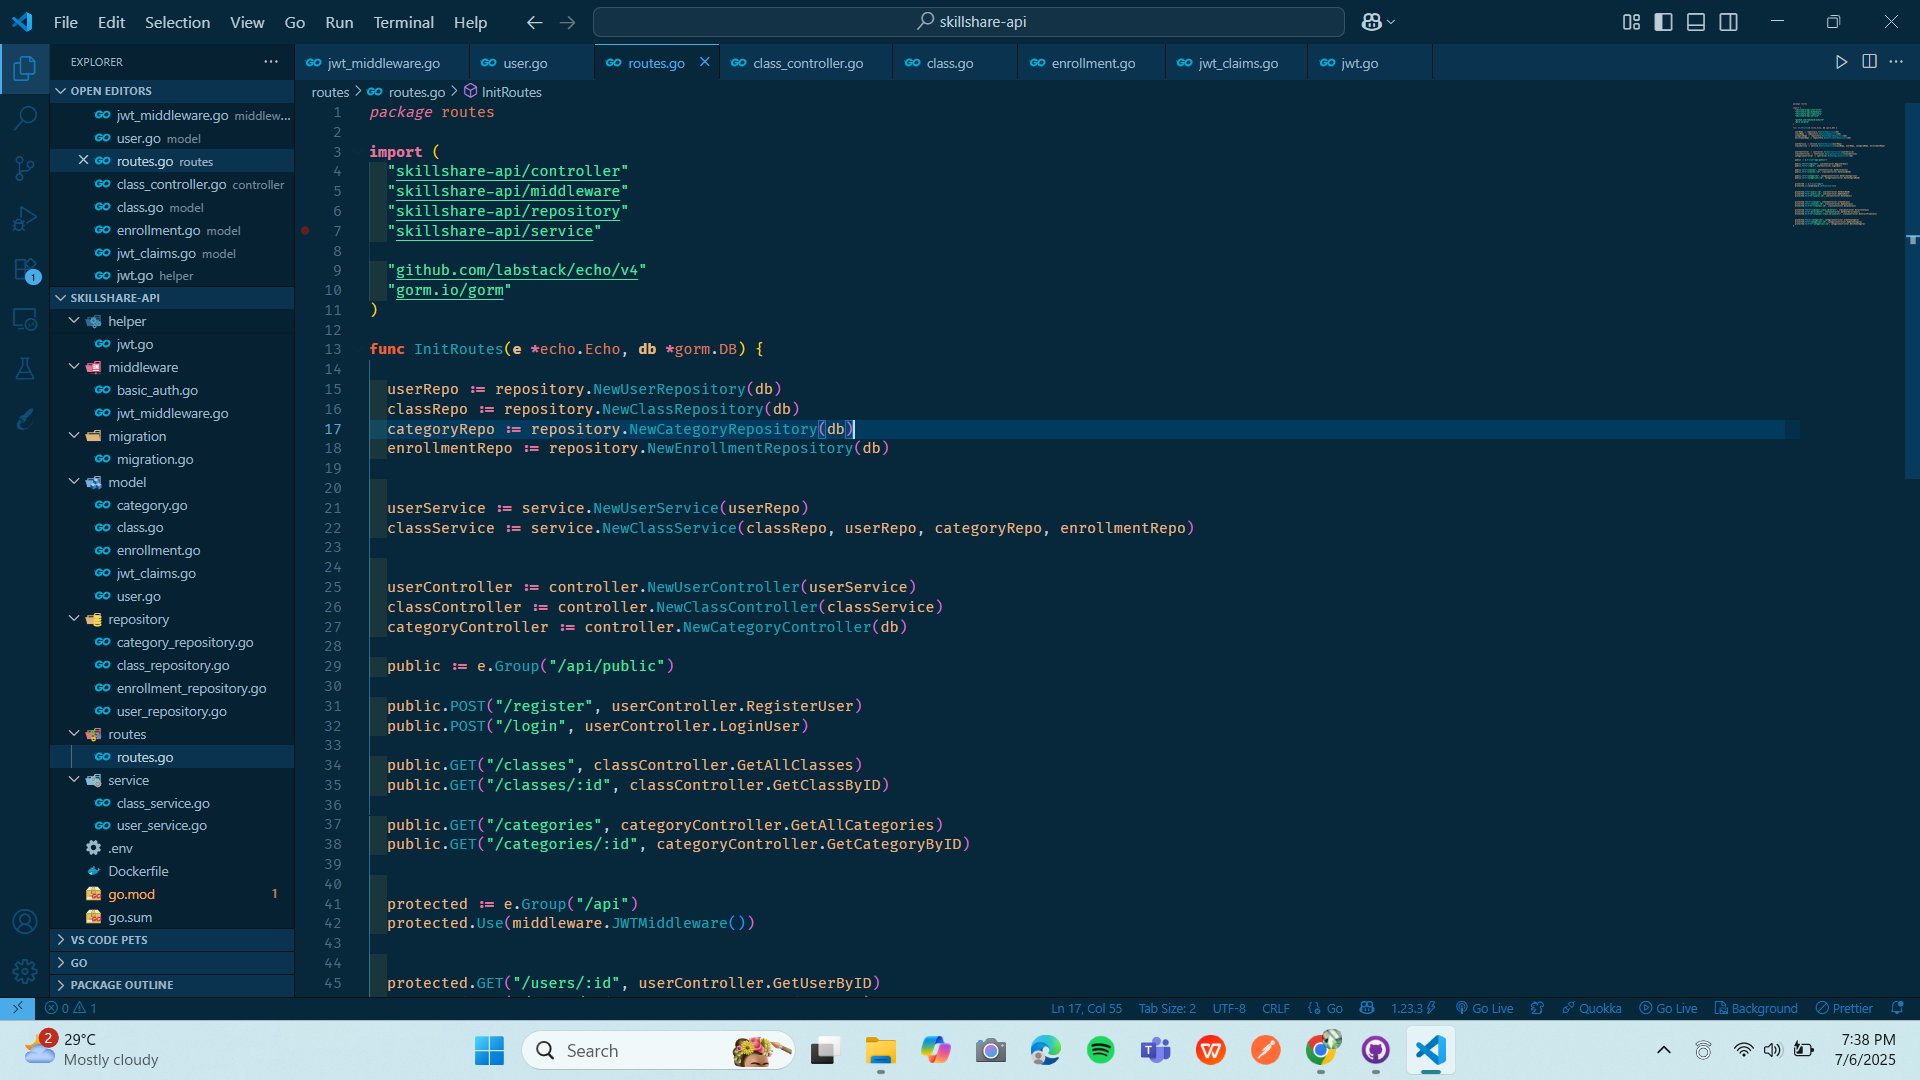 File Edit Selection View Go Run Terminal Help
skillshare-api
EXPLORER
OPEN EDITORS
jwt_middleware.go middlew...
user.go model
routes.go routes
class_controller.go controller
class.go model
enrollment.go model
jwt_claims.go model
jwt.go helper
SKILLSHARE-API
helper
jwt.go
middleware
basic_auth.go
jwt_middleware.go
migration
migration.go
model
category.go
class.go
enrollment.go
jwt_claims.go
user.go
repository
category_repository.go
class_repository.go
enrollment_repository.go
user_repository.go
routes
routes.go
service
class_service.go
user_service.go
.env
Dockerfile
go.mod 1
go.sum
VS CODE PETS
GO
PACKAGE OUTLINE
1
jwt_middleware.go user.go routes.go class_controller.go class.go enrollment.go jwt_claims.go jwt.go
routes > routes.go > InitRoutes
1 package routes
2
3 import (
4 "skillshare-api/controller"
5 "skillshare-api/middleware"
6 "skillshare-api/repository"
7 "skillshare-api/service"
8
9 "github.com/labstack/echo/v4"
10 "gorm.io/gorm"
11 )
12
13 func InitRoutes(e *echo.Echo, db *gorm.DB) {
14
15 userRepo := repository.NewUserRepository(db)
16 classRepo := repository.NewClassRepository(db)
17 categoryRepo := repository.NewCategoryRepository(db)
18 enrollmentRepo := repository.NewEnrollmentRepository(db)
19
20
21 userService := service.NewUserService(userRepo)
22 classService := service.NewClassService(classRepo, userRepo, categoryRepo, enrollmentRepo)
23
24
25 userController := controller.NewUserController(userService)
26 classController := controller.NewClassController(classService)
27 categoryController := controller.NewCategoryController(db)
28
29 public := e.Group("/api/public")
30
31 public.POST("/register", userController.RegisterUser)
32 public.POST("/login", userController.LoginUser)
33
34 public.GET("/classes", classController.GetAllClasses)
35 public.GET("/classes/:id", classController.GetClassByID)
36
37 public.GET("/categories", categoryController.GetAllCategories)
38 public.GET("/categories/:id", categoryController.GetCategoryByID)
39
40
41 protected := e.Group("/api")
42 protected.Use(middleware.JWTMiddleware())
43
44
45 protected.GET("/users/:id", userController.GetUserByID)
0 1
Ln 17, Col 55 Tab Size: 2 UTF-8 CRLF Go 1.23.3 Go Live Quokka Go Live Background Prettier
2
29°C
Mostly cloudy
Search
7:38 PM
7/6/2025